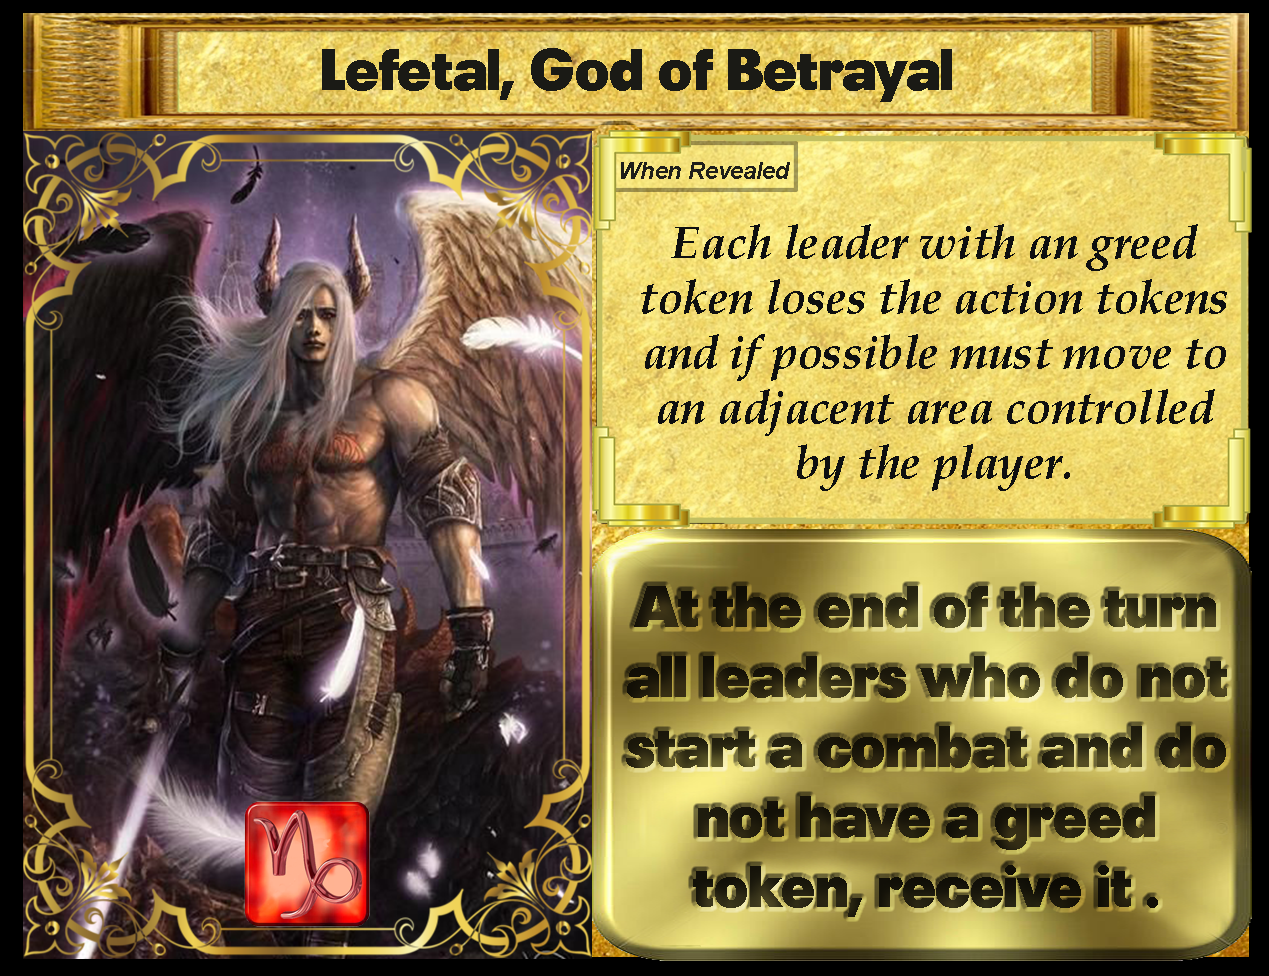 Lefetal, God of Betrayal
When Revealed
Each leader with an greed
token loses the action tokens
and if possible must move to
an adjacent area controlled
by the player.
At the end of the turn
all leaders who do not
start a combat and do
not have a greed
token, receive it .